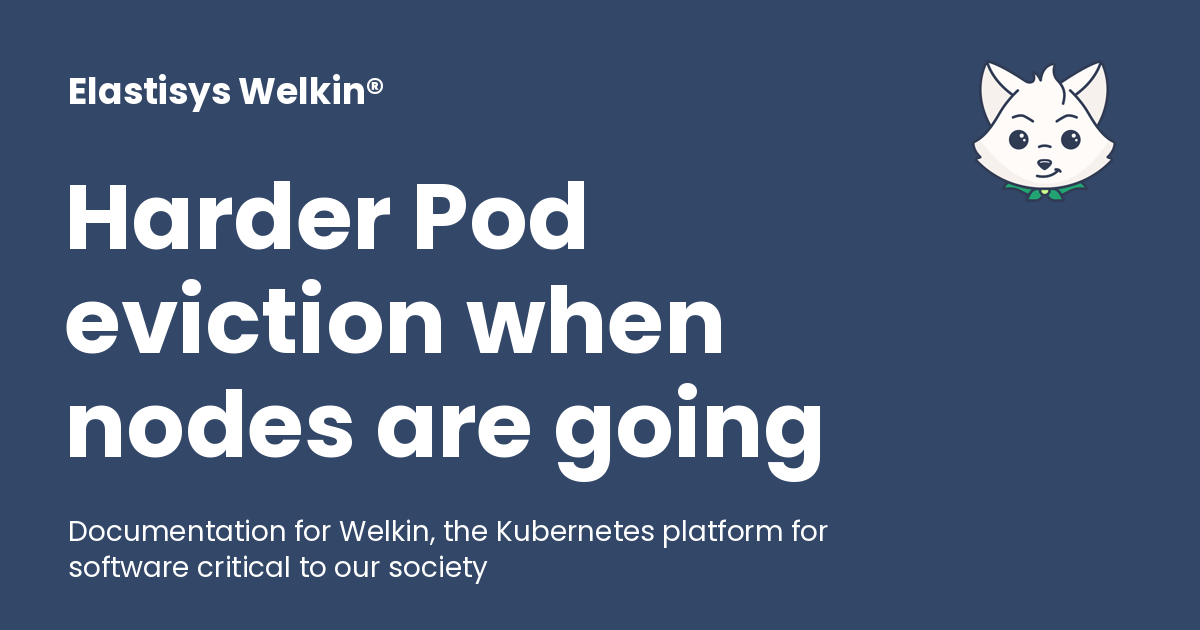 Elastisys Welkin®
Harder Pod
eviction when
nodes are going
Documentation for Welkin, the Kubernetes platform for
software critical to our society